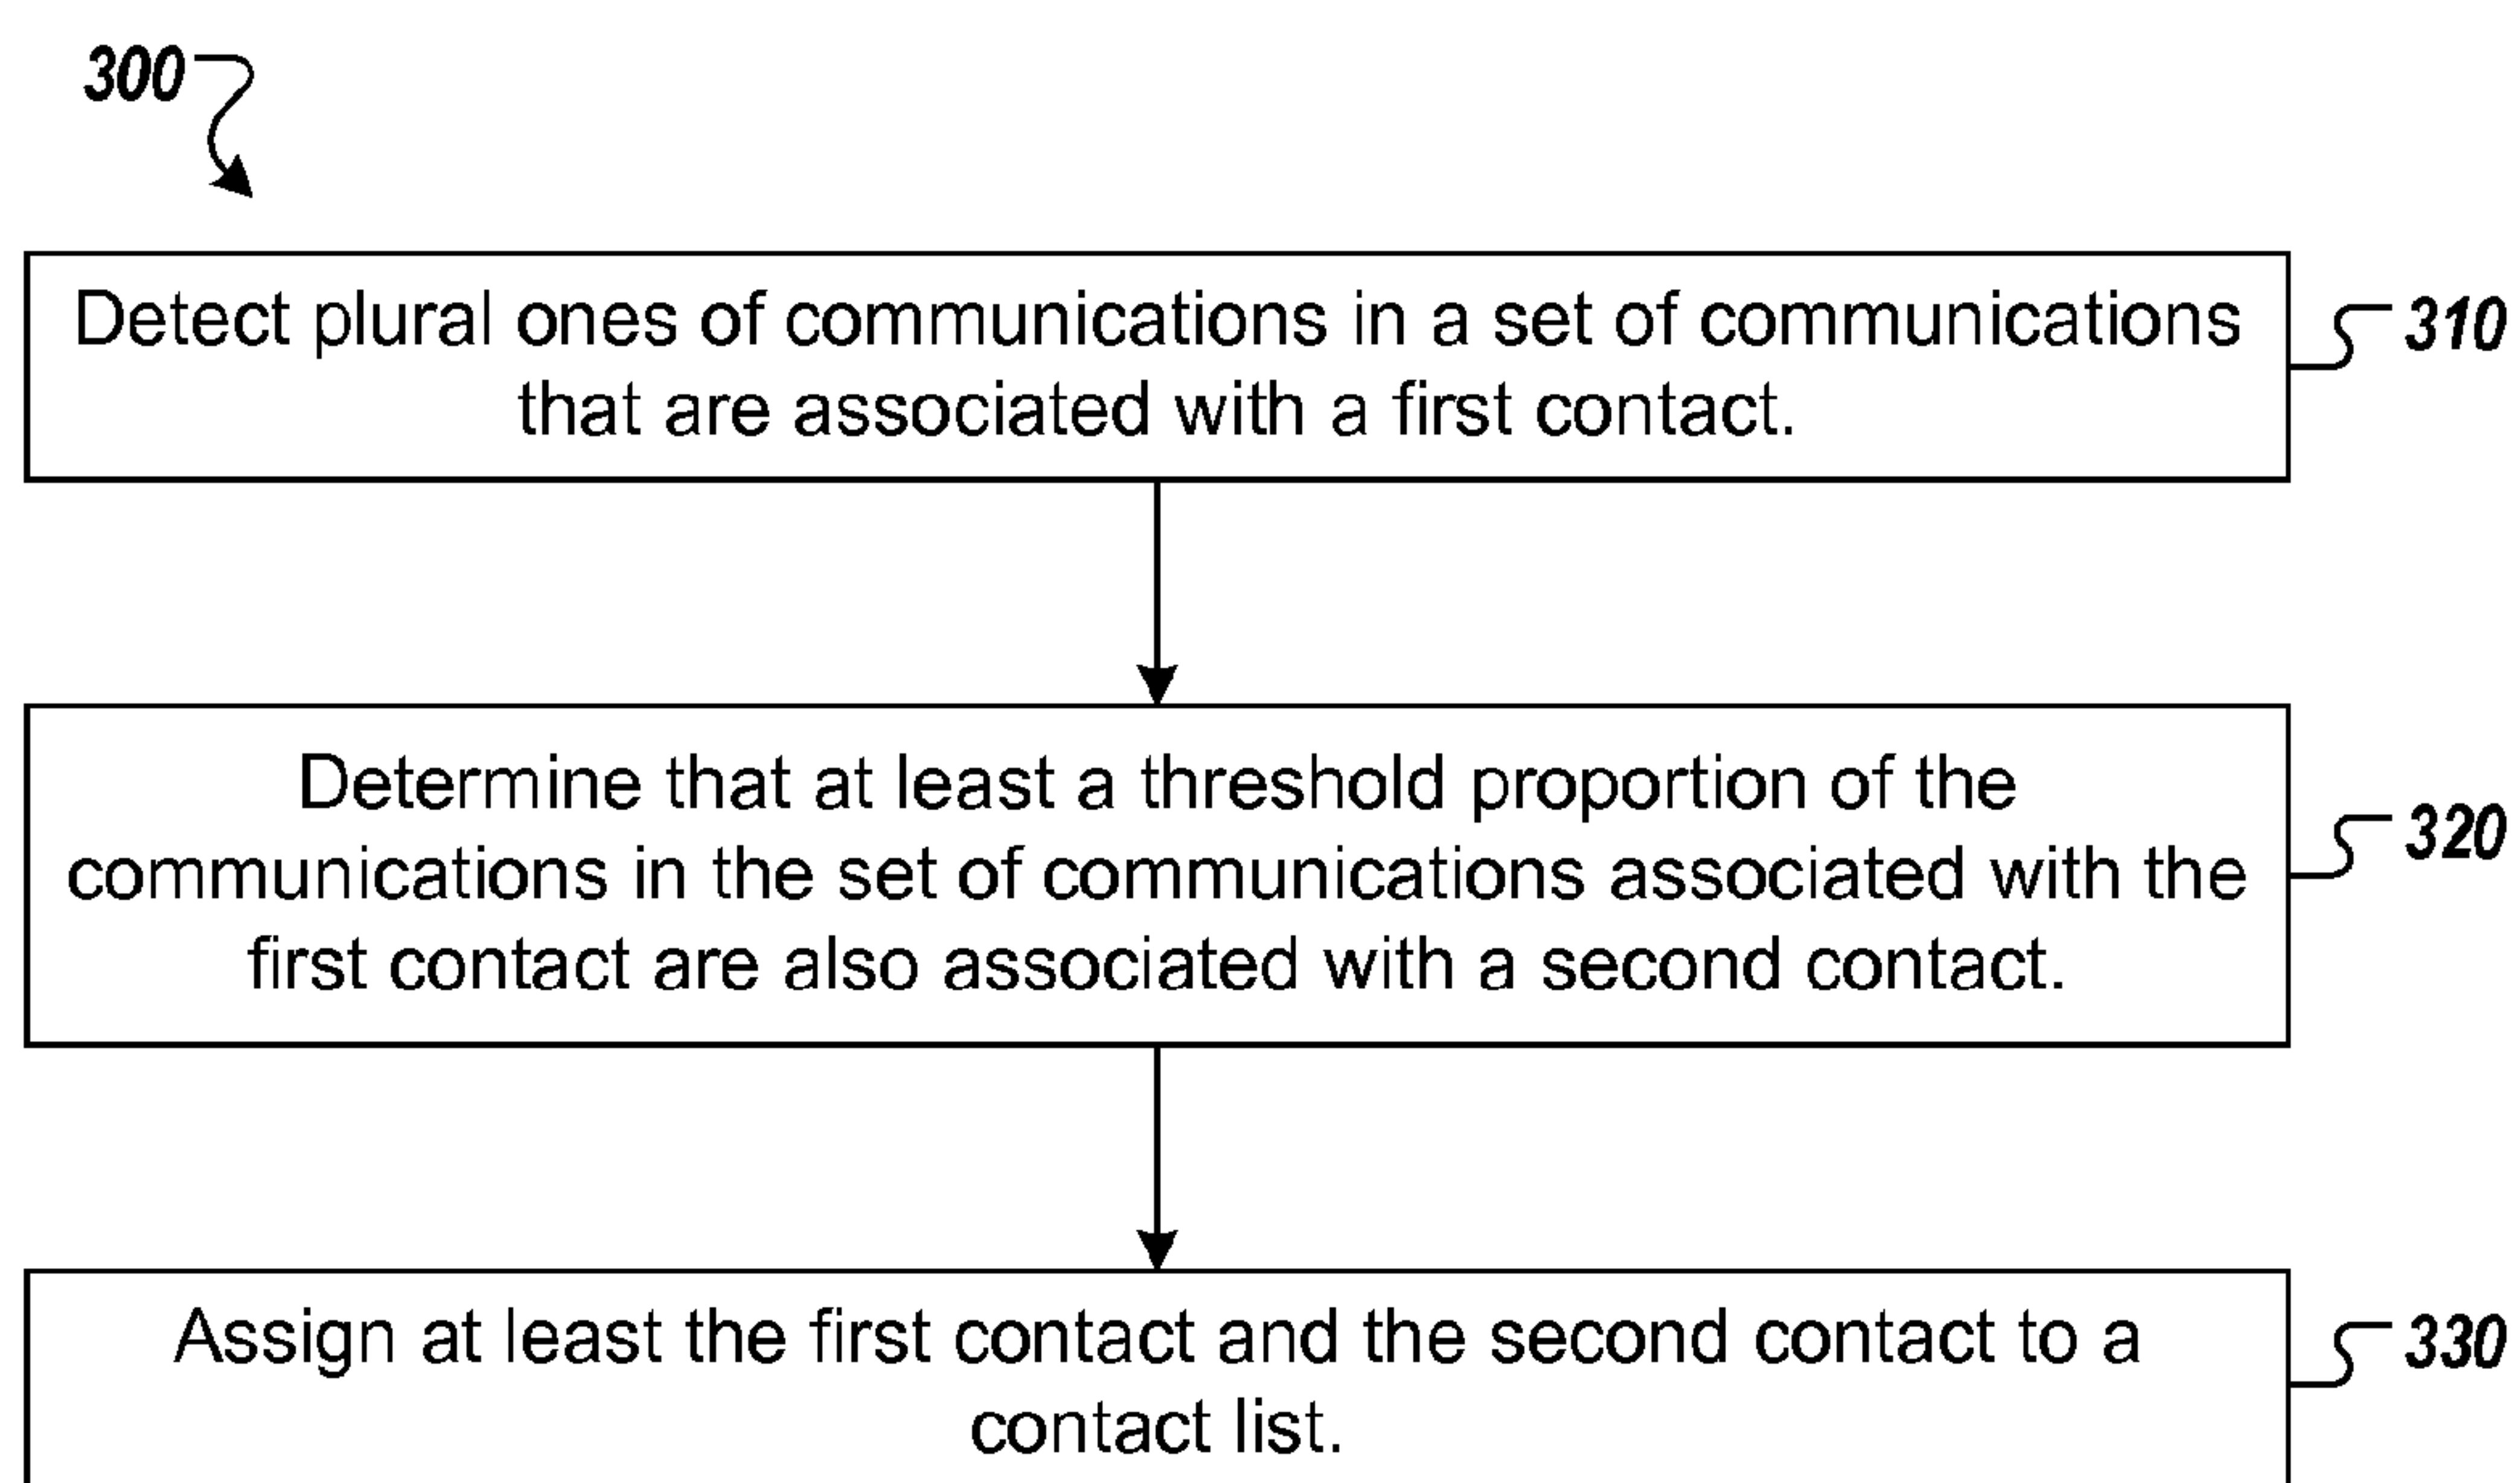 300
Detect plural ones of communications in a set of communications
that are associated with a first contact.
310
Determine that at least a threshold proportion of the
communications in the set of communications associated with the
first contact are also associated with a second contact.
320
Assign at least the first contact and the second contact to a
contact list.
330